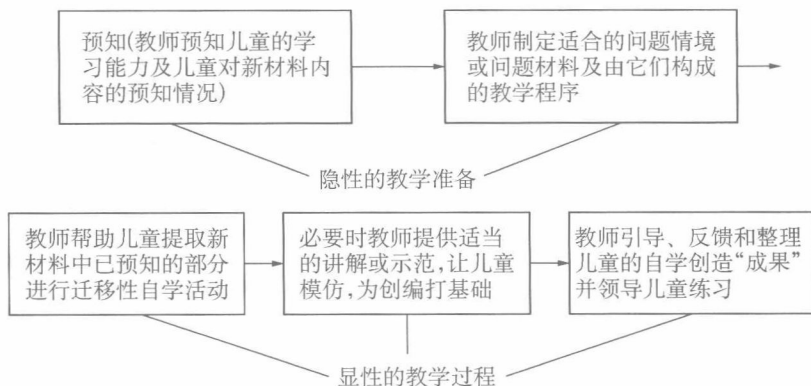 预知(教师预知儿童的学
习能力及儿童对新材料内
容的预知情况)
教师制定适合的问题情境
或问题材料及由它们构成
的教学程序
隐性的教学准备
教师帮助儿童提取新
材料中已预知的部分
进行迁移性自学活动
必要时教师提供适当
的讲解或示范,让儿童
模仿,为创编打基础
教师引导、反馈和整理
儿童的自学创造“成果”
并领导儿童练习
显性的教学过程